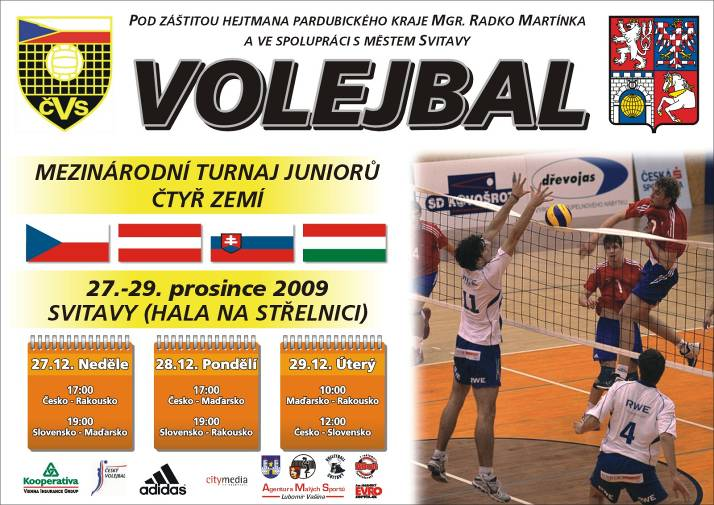 POD ZÁŠTITOU HEJTMANA PARDUBICKÉHO KRAJE MGR. RADKO MARTÍNKA
A VE SPOLUPRÁCI S MĚSTEM SVITAVY
ČVS
VOLEJBAL
MEZINÁRODNÍ TURNAJ JUNIORŮ
ČTYŘ ZEMÍ
27.-29. prosince 2009
SVITAVY (HALA NA STŘELNICI)
27.12. Neděle
17:00
Česko - Rakousko
19:00
Slovensko - Maďarsko
28.12. Pondělí
17:00
Česko - Maďarsko
19:00
Slovensko - Rakousko
29.12. Úterý
10:00
Maďarsko - Rakousko
12:00
Česko - Slovensko
SD KOVOŠROT
dřevojas
ČESKÁ
RWE
RWE
4
Kooperativa
VIENNA INSURANCE GROUP
ČESKÝ
VOLEJBAL
adidas
citymedia
VOLLEYBALL
SVITAVY
Agentura Malých Sportů
Lubomír Vašina
EVRO